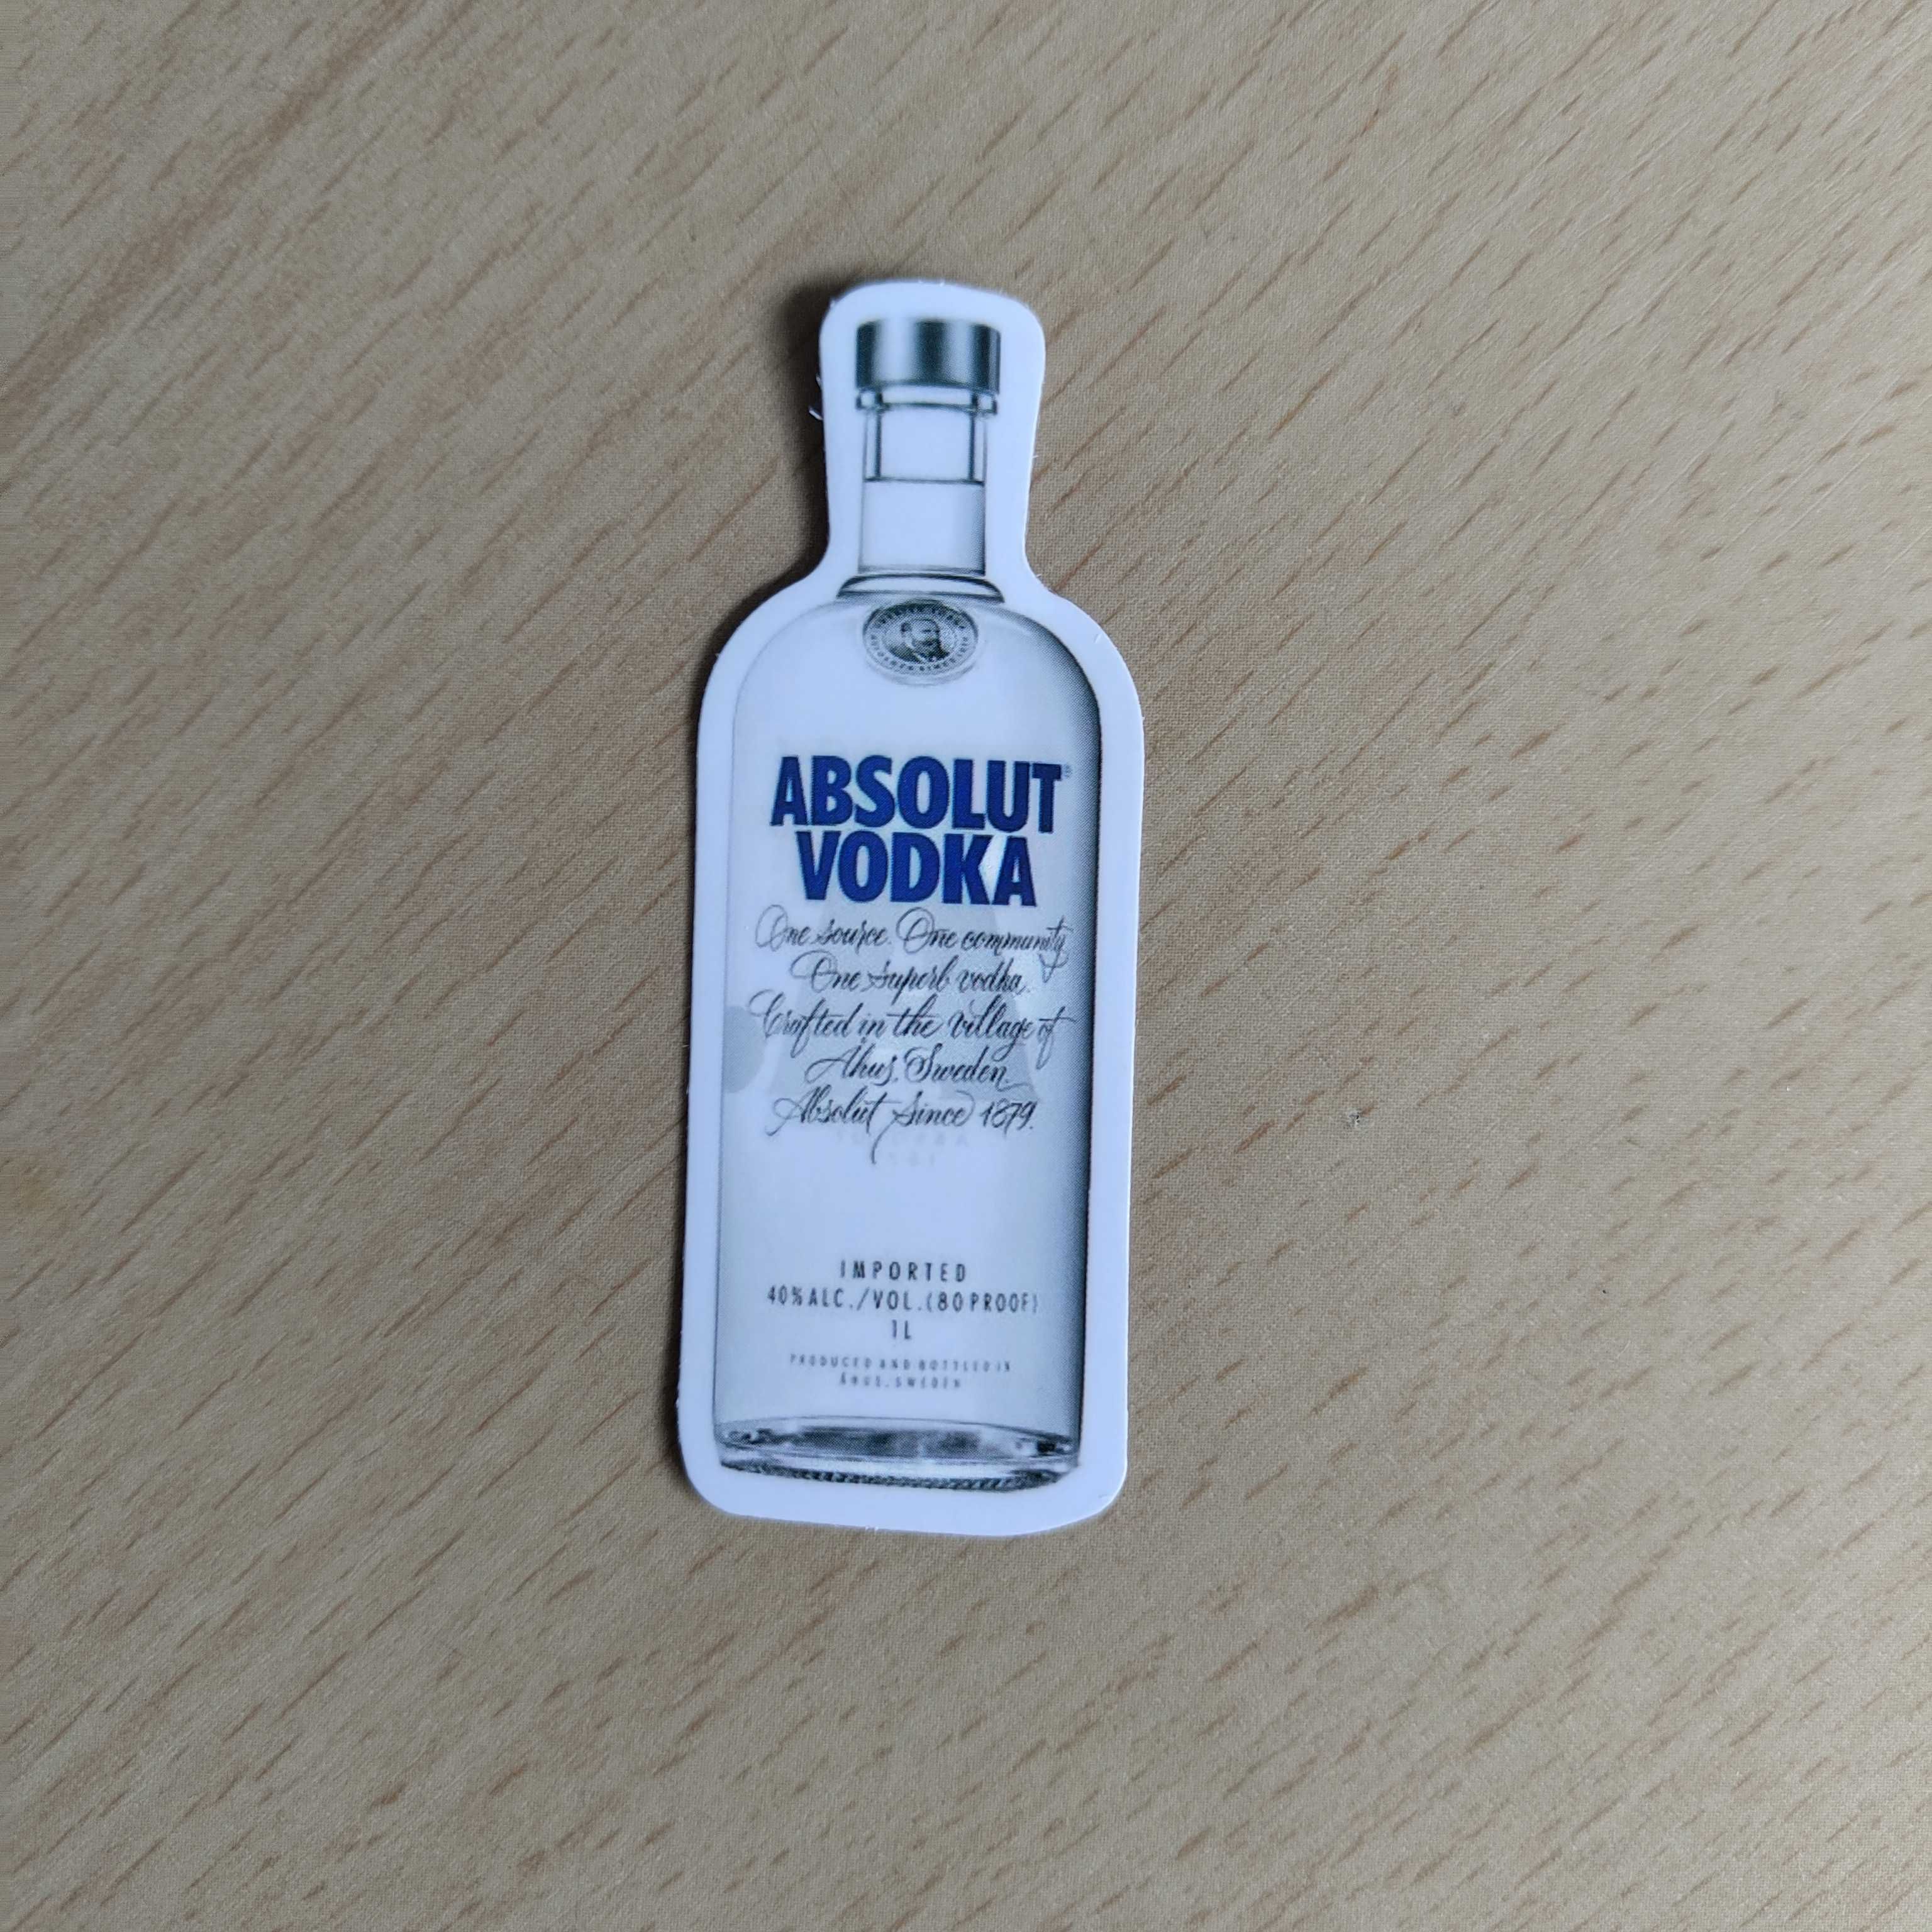 ABSOLUT®
VODKA
One source. One community
One superb vodka.
Crafted in the village of
Åhus, Sweden.
Absolut Since 1879.
IMPORTED
40% ALC./VOL. (80 PROOF)
1L
PRODUCED AND BOTTLED IN
ÅHUS, SWEDEN